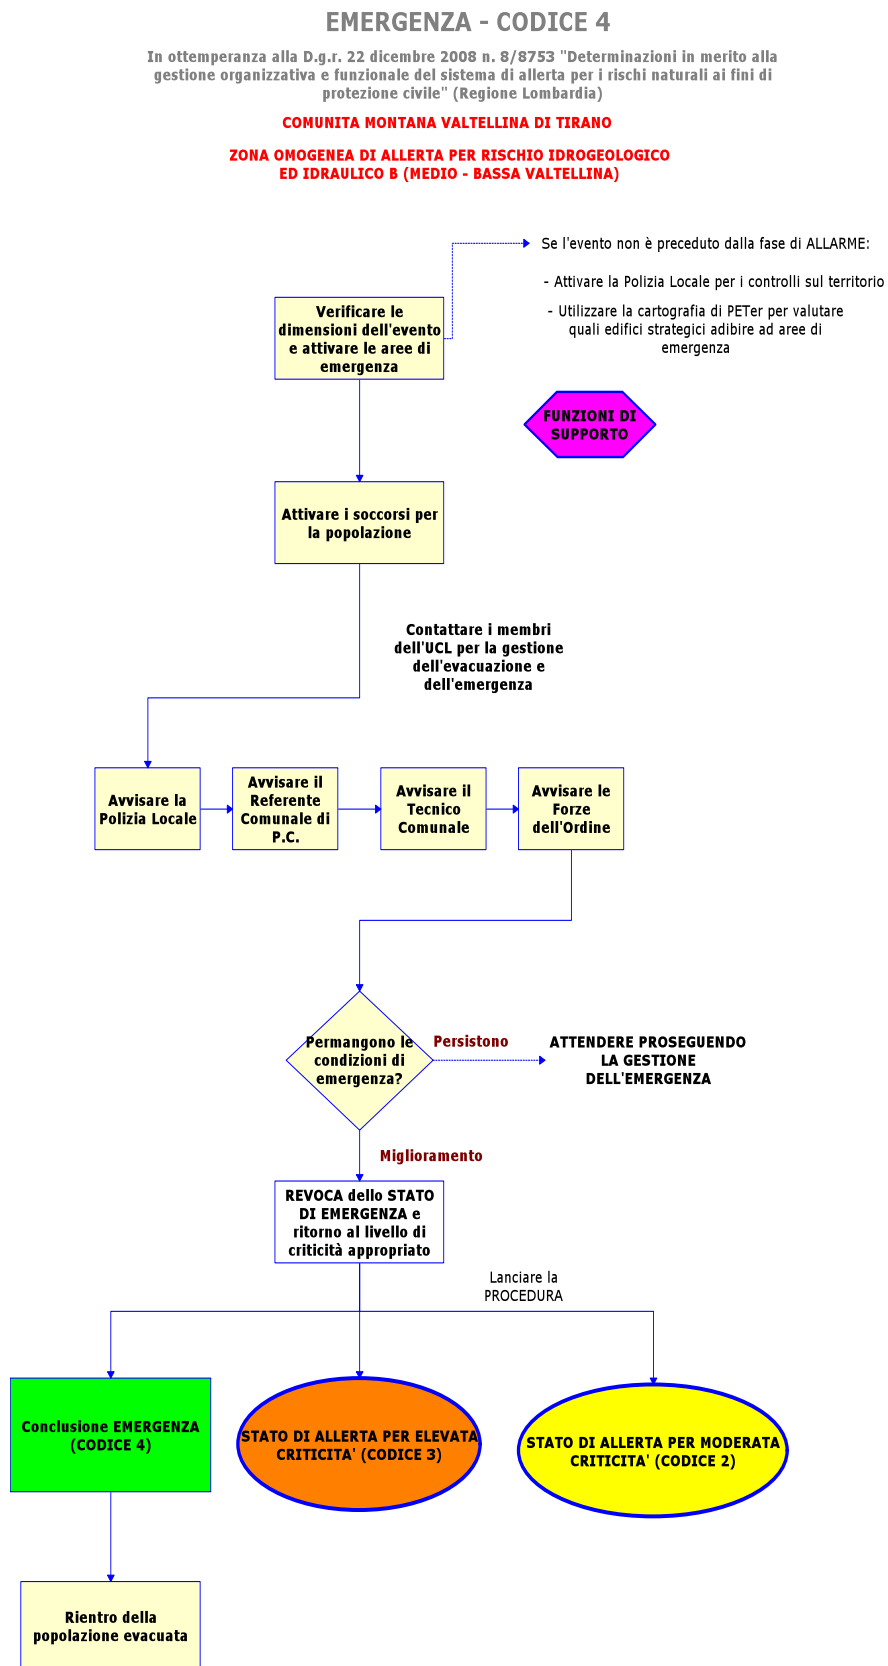 EMERGENZA - CODICE 4
In ottemperanza alla D.g.r. 22 dicembre 2008 n. 8/8753 "Determinazioni in merito alla
gestione organizzativa e funzionale del sistema di allerta per i rischi naturali ai fini di
protezione civile" (Regione Lombardia)
COMUNITA MONTANA VALTELLINA DI TIRANO
ZONA OMOGENEA DI ALLERTA PER RISCHIO IDROGEOLOGICO
ED IDRAULICO B (MEDIO - BASSA VALTELLINA)
Se l'evento non è preceduto dalla fase di ALLARME:
- Attivare la Polizia Locale per i controlli sul territorio
- Utilizzare la cartografia di PETer per valutare
quali edifici strategici adibire ad aree di
emergenza
Verificare le
dimensioni dell'evento
e attivare le aree di
emergenza
FUNZIONI DI
SUPPORTO
Attivare i soccorsi per
la popolazione
Contattare i membri
dell'UCL per la gestione
dell'evacuazione e
dell'emergenza
Avvisare la
Polizia Locale
Avvisare il
Referente
Comunale di
P.C.
Avvisare il
Tecnico
Comunale
Avvisare le
Forze
dell'Ordine
Permangono le
condizioni di
emergenza?
Persistono
ATTENDERE PROSEGUENDO
LA GESTIONE
DELL'EMERGENZA
Miglioramento
REVOCA dello STATO
DI EMERGENZA e
ritorno al livello di
criticità appropriato
Lanciare la
PROCEDURA
Conclusione EMERGENZA
(CODICE 4)
STATO DI ALLERTA PER ELEVATA
CRITICITA' (CODICE 3)
STATO DI ALLERTA PER MODERATA
CRITICITA' (CODICE 2)
Rientro della
popolazione evacuata